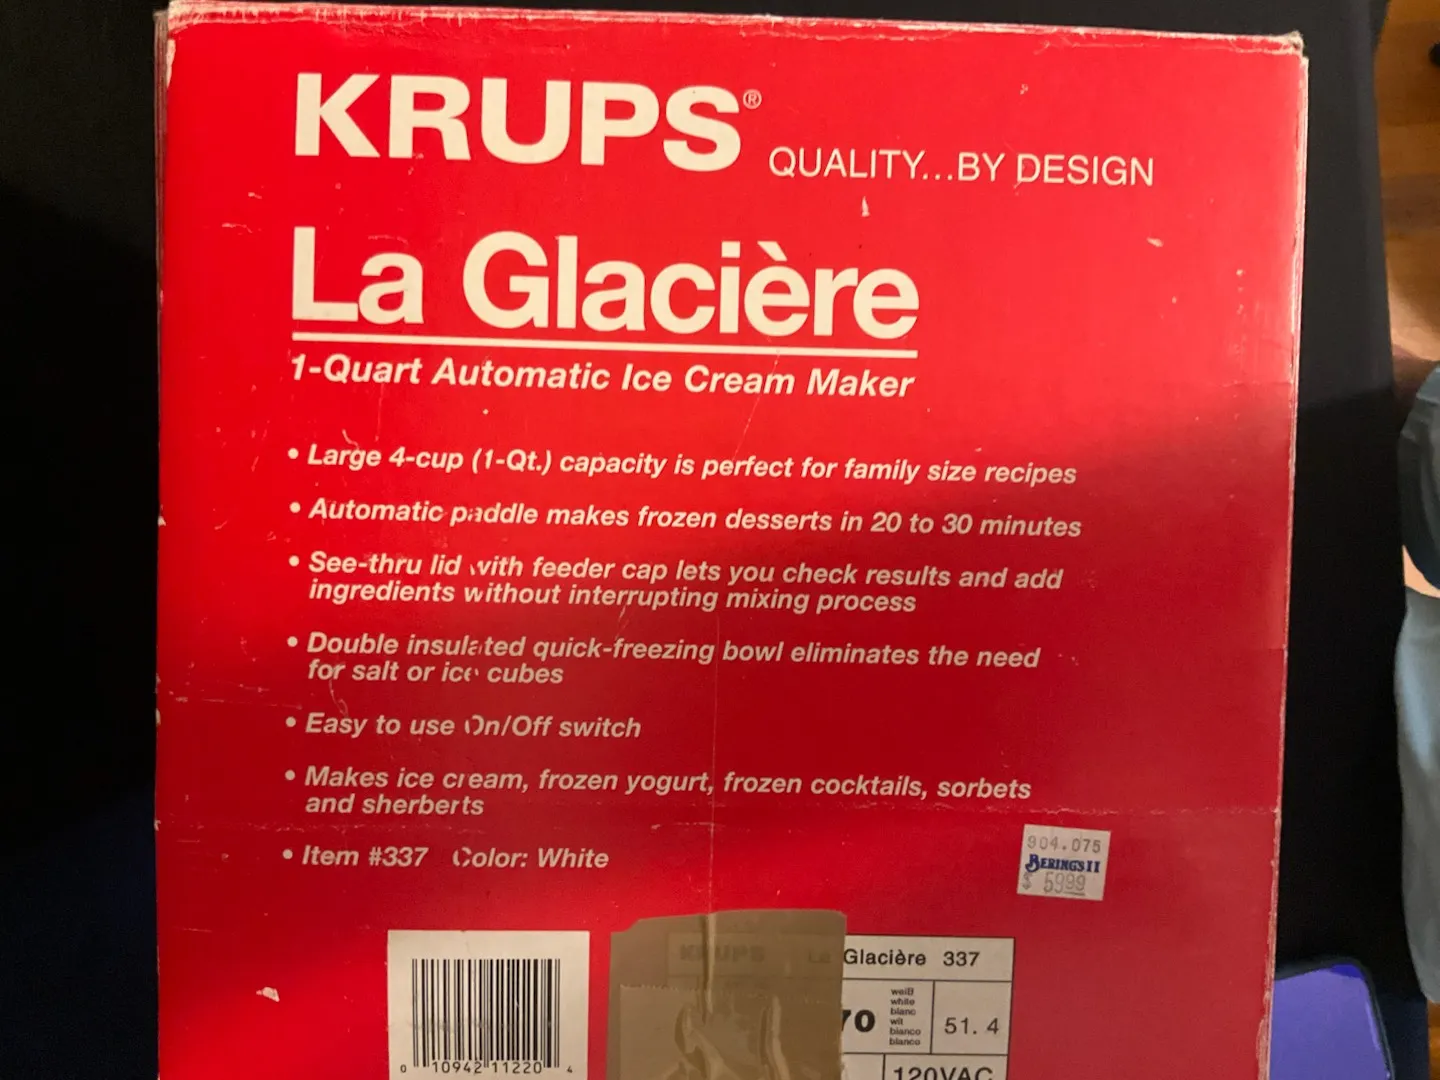 KRUPS® QUALITY...BY DESIGN
La Glacière
1-Quart Automatic Ice Cream Maker
• Large 4-cup (1-Qt.) capacity is perfect for family size recipes
• Automatic paddle makes frozen desserts in 20 to 30 minutes
• See-thru lid with feeder cap lets you check results and add
ingredients without interrupting mixing process
• Double insulated quick-freezing bowl eliminates the need
for salt or ice cubes
• Easy to use On/Off switch
• Makes ice cream, frozen yogurt, frozen cocktails, sorbets
and sherberts
• Item #337 Color: White
904.075
BERINGS II
$ 5999
KRUPS La Glacière 337
70
weiß
white
blanc
wit
bianco
blanco
51. 4
120VAC
0 10942 11220 4